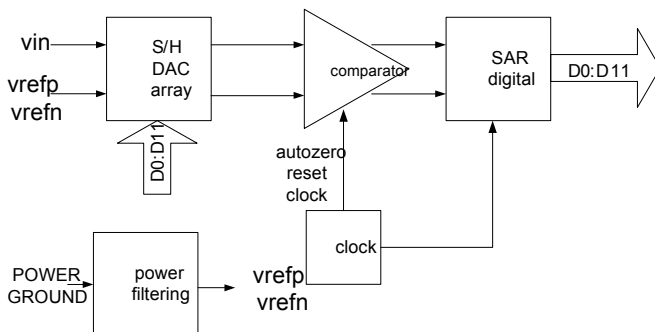 vin
vrefp
vrefn
S/H
DAC
array
D0:D11
comparator
SAR
digital
D0:D11
autozero
reset
clock
clock
POWER
GROUND
power
filtering
vrefp
vrefn